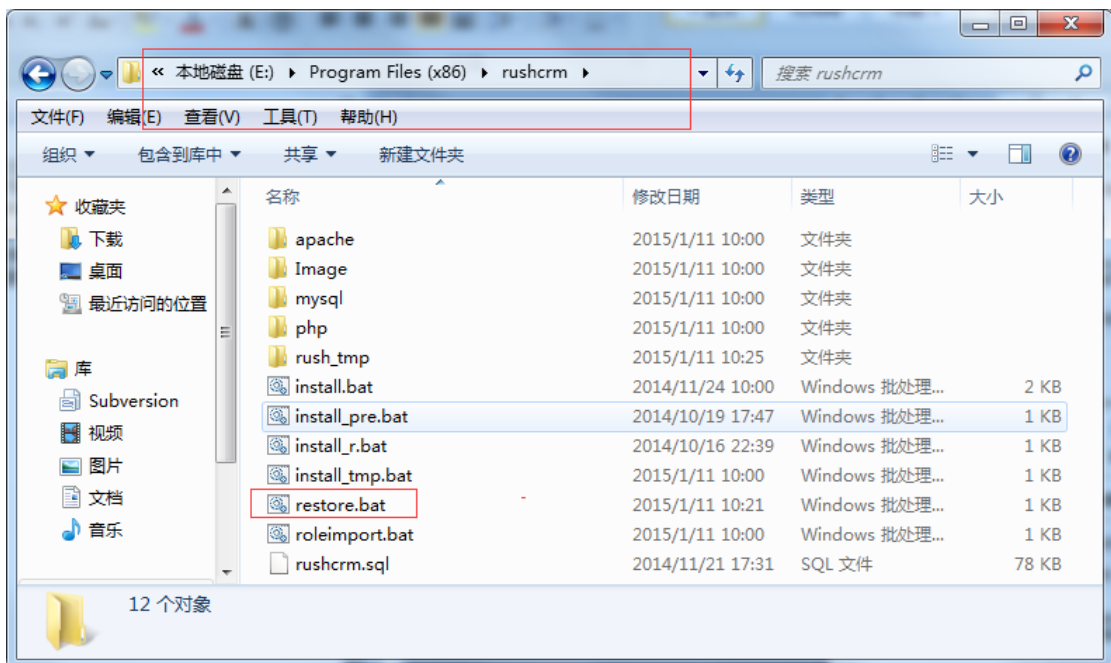 « 本地磁盘 (E:) ▸ Program Files (x86) ▸ rushcrm ▸ 搜索 rushcrm
文件(F) 编辑(E) 查看(V) 工具(T) 帮助(H)
组织 包含到库中 共享 新建文件夹
收藏夹
下载
桌面
最近访问的位置
库
Subversion
视频
图片
文档
音乐
名称 修改日期 类型 大小
apache 2015/1/11 10:00 文件夹
Image 2015/1/11 10:00 文件夹
mysql 2015/1/11 10:00 文件夹
php 2015/1/11 10:00 文件夹
rush_tmp 2015/1/11 10:25 文件夹
install.bat 2014/11/24 10:00 Windows 批处理... 2 KB
install_pre.bat 2014/10/19 17:47 Windows 批处理... 1 KB
install_r.bat 2014/10/16 22:39 Windows 批处理... 1 KB
install_tmp.bat 2015/1/11 10:00 Windows 批处理... 1 KB
restore.bat 2015/1/11 10:21 Windows 批处理... 1 KB
roleimport.bat 2015/1/11 10:00 Windows 批处理... 1 KB
rushcrm.sql 2014/11/21 17:31 SQL 文件 78 KB
12 个对象